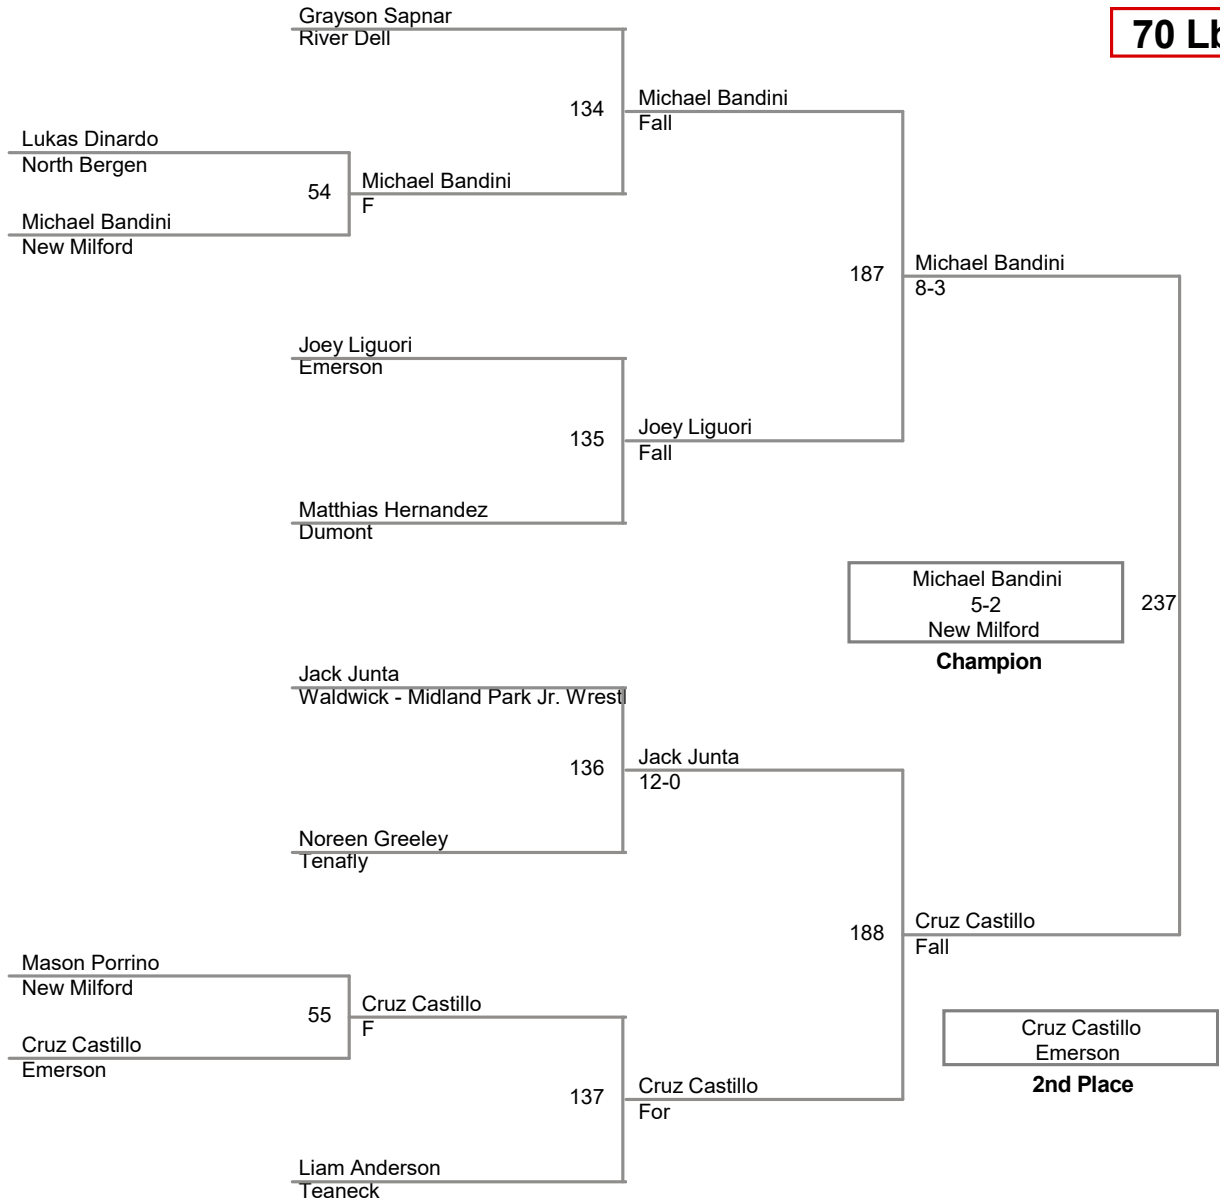 Grayson Sapnar
River Dell
70 Lb
134
Michael Bandini
Fall
Lukas Dinardo
North Bergen
54
Michael Bandini
F
Michael Bandini
New Milford
187
Michael Bandini
8-3
Joey Liguori
Emerson
135
Joey Liguori
Fall
Matthias Hernandez
Dumont
Michael Bandini
5-2
New Milford
237
Champion
Jack Junta
Waldwick - Midland Park Jr. Wrestl
136
Jack Junta
12-0
Noreen Greeley
Tenafly
188
Cruz Castillo
Fall
Mason Porrino
New Milford
55
Cruz Castillo
F
Cruz Castillo
Emerson
Cruz Castillo
Emerson
2nd Place
137
Cruz Castillo
For
Liam Anderson
Teaneck